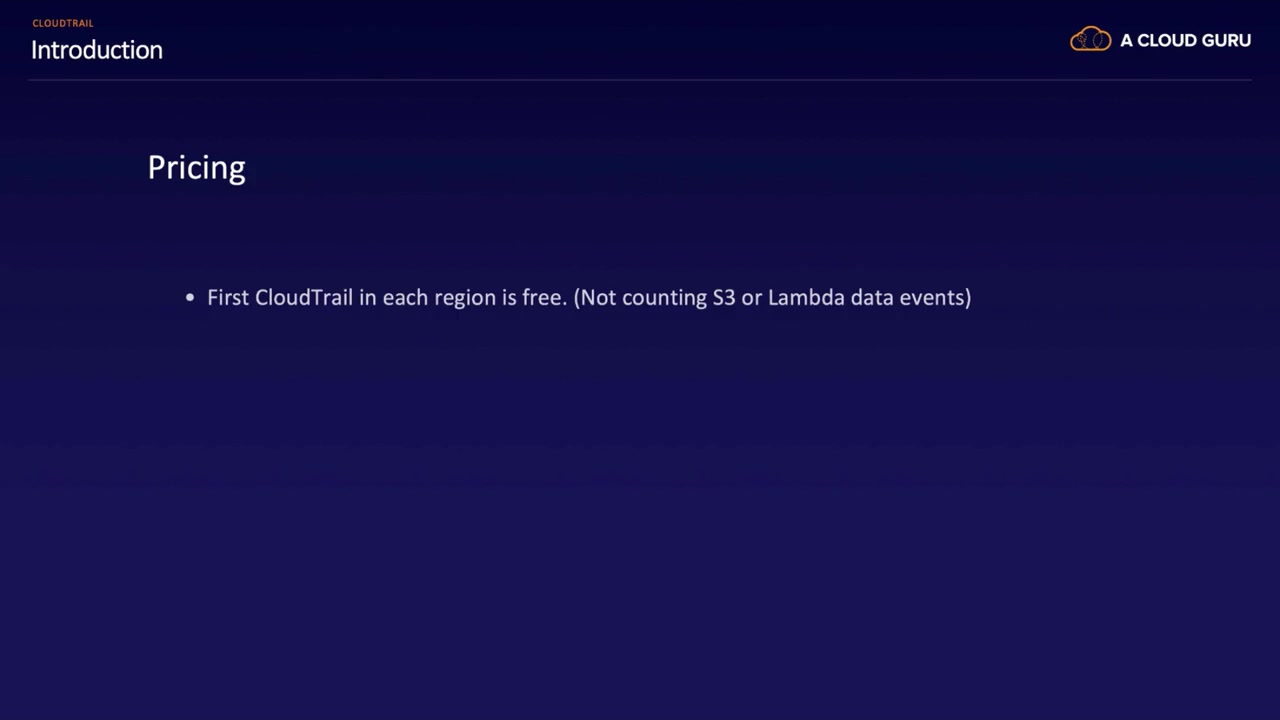 CLOUDTRAIL
Introduction
A CLOUD GURU
Pricing
• First CloudTrail in each region is free. (Not counting S3 or Lambda data events)